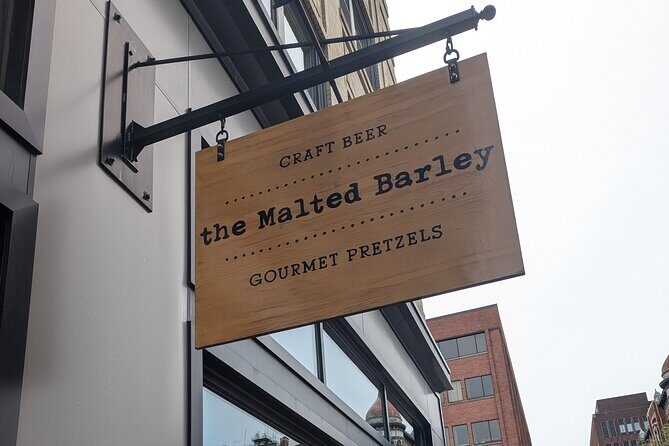 CRAFT BEER
the Malted Barley
GOURMET PRETZELS